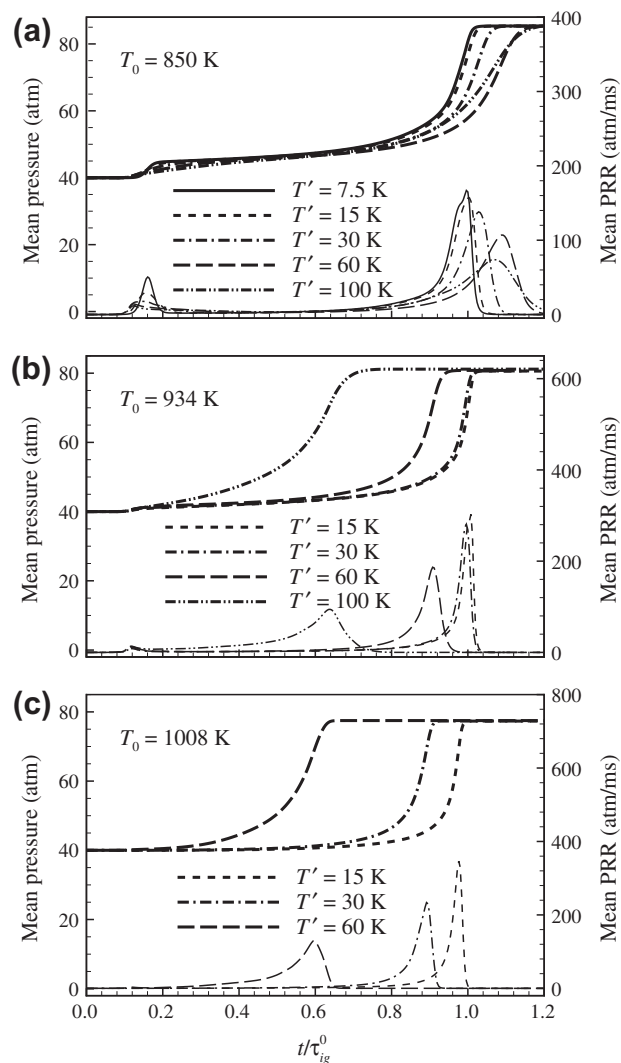 (a)
T₀ = 850 K
Mean pressure (atm)
80
60
40
20
0
T′ = 7.5 K
T′ = 15 K
T′ = 30 K
T′ = 60 K
T′ = 100 K
400
300
200
100
0
Mean PRR (atm/ms)
(b)
T₀ = 934 K
Mean pressure (atm)
80
60
40
20
0
T′ = 15 K
T′ = 30 K
T′ = 60 K
T′ = 100 K
600
400
200
0
Mean PRR (atm/ms)
(c)
T₀ = 1008 K
Mean pressure (atm)
80
60
40
20
0
T′ = 15 K
T′ = 30 K
T′ = 60 K
800
600
400
200
0
Mean PRR (atm/ms)
0.0 0.2 0.4 0.6 0.8 1.0 1.2
t/τ⁰ig